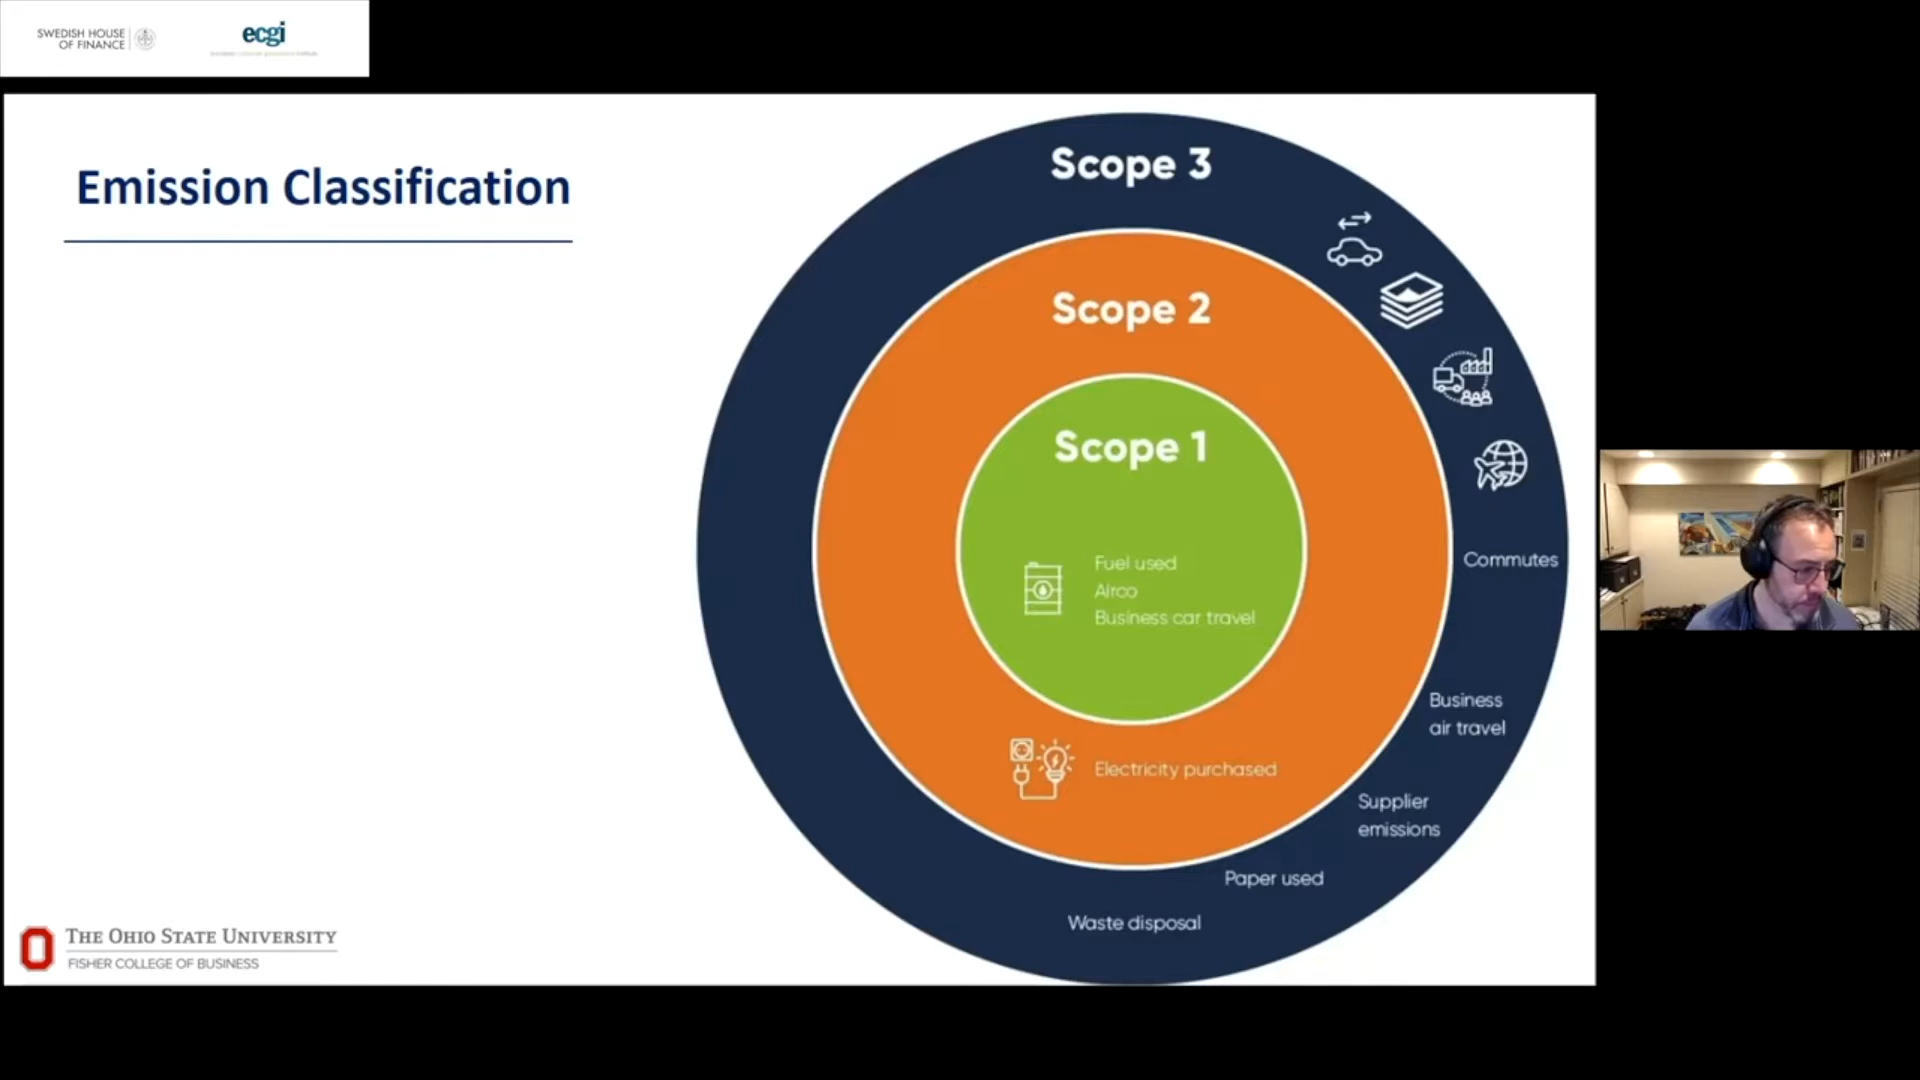 SWEDISH HOUSE
OF FINANCE
ecgi
Emission Classification
Scope 3
Scope 2
Scope 1
Fuel used
Airco
Business car travel
Commutes
Business
air travel
Electricity purchased
Supplier
emissions
Paper used
Waste disposal
THE OHIO STATE UNIVERSITY
FISHER COLLEGE OF BUSINESS